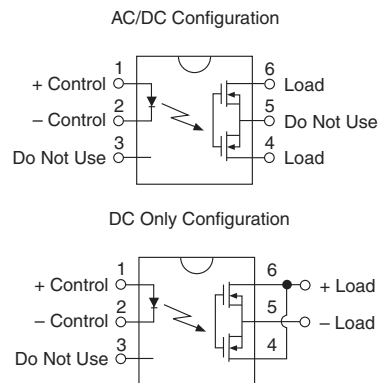 AC/DC Configuration
1 6
+ Control Load
2 5
– Control Do Not Use
3 4
Do Not Use Load
DC Only Configuration
1 6
+ Control + Load
2 5
– Control – Load
3 4
Do Not Use